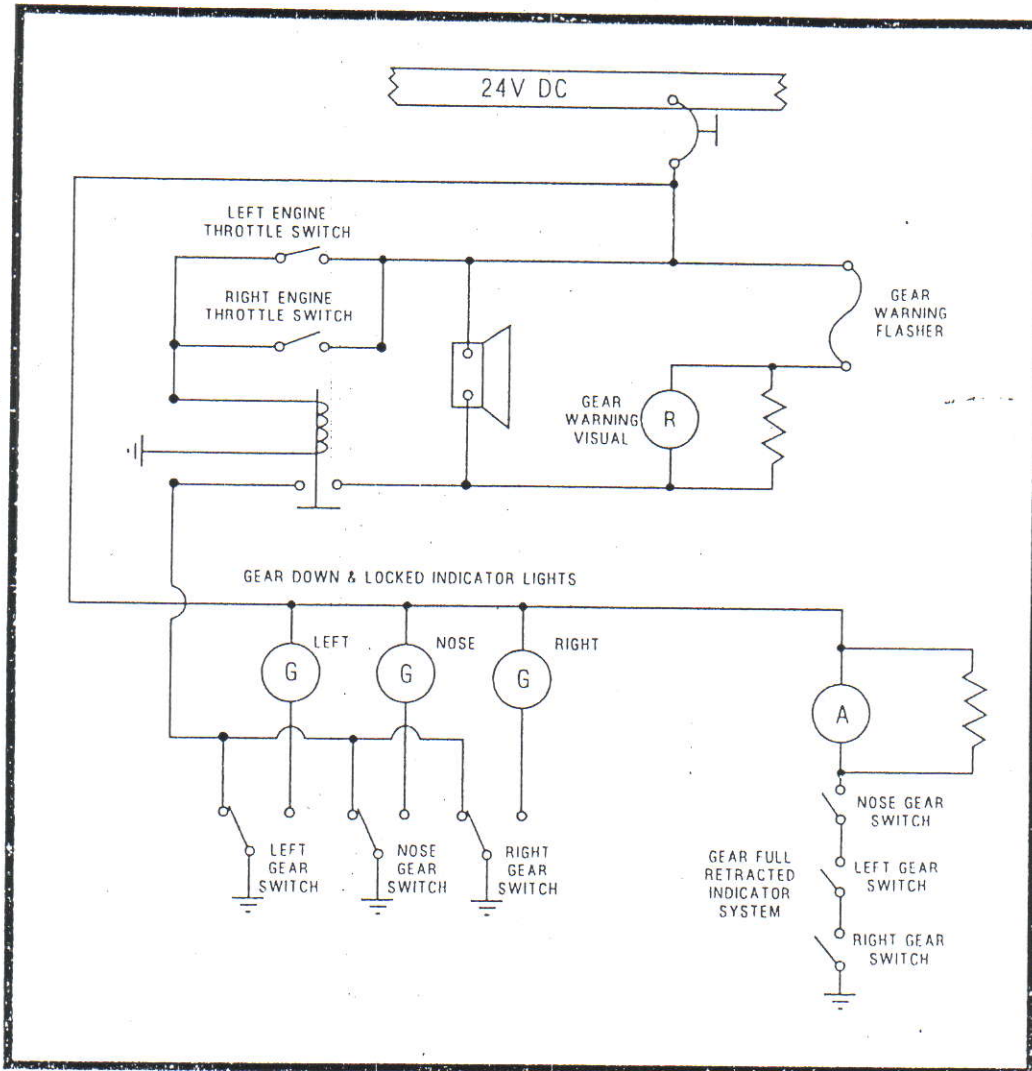 24V DC
LEFT ENGINE
THROTTLE SWITCH
RIGHT ENGINE
THROTTLE SWITCH
GEAR
WARNING
FLASHER
GEAR
WARNING
VISUAL
R
GEAR DOWN & LOCKED INDICATOR LIGHTS
LEFT
NOSE
RIGHT
G
G
G
A
LEFT
GEAR
SWITCH
NOSE
GEAR
SWITCH
RIGHT
GEAR
SWITCH
GEAR FULL
RETRACTED
INDICATOR
SYSTEM
NOSE GEAR
SWITCH
LEFT GEAR
SWITCH
RIGHT GEAR
SWITCH